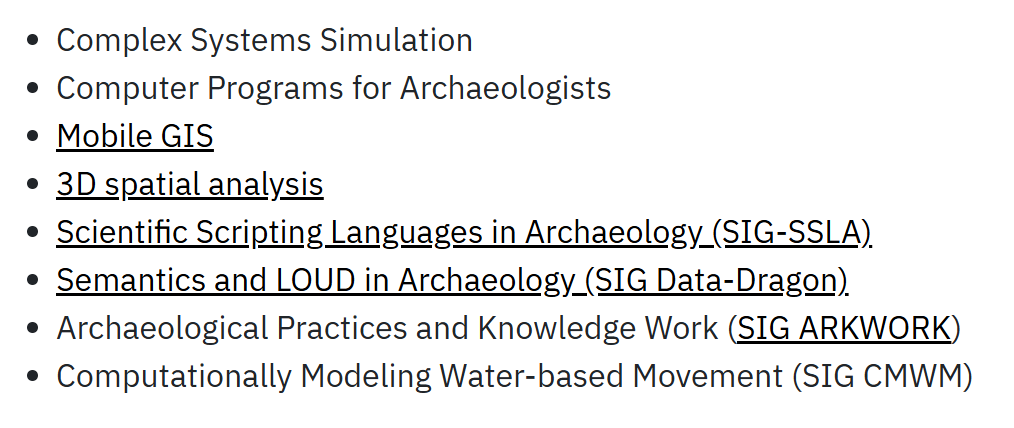 Complex Systems Simulation
Computer Programs for Archaeologists
Mobile GIS
3D spatial analysis
Scientific Scripting Languages in Archaeology (SIG-SSLA)
Semantics and LOUD in Archaeology (SIG Data-Dragon)
Archaeological Practices and Knowledge Work (SIG ARKWORK)
Computationally Modeling Water-based Movement (SIG CMWM)